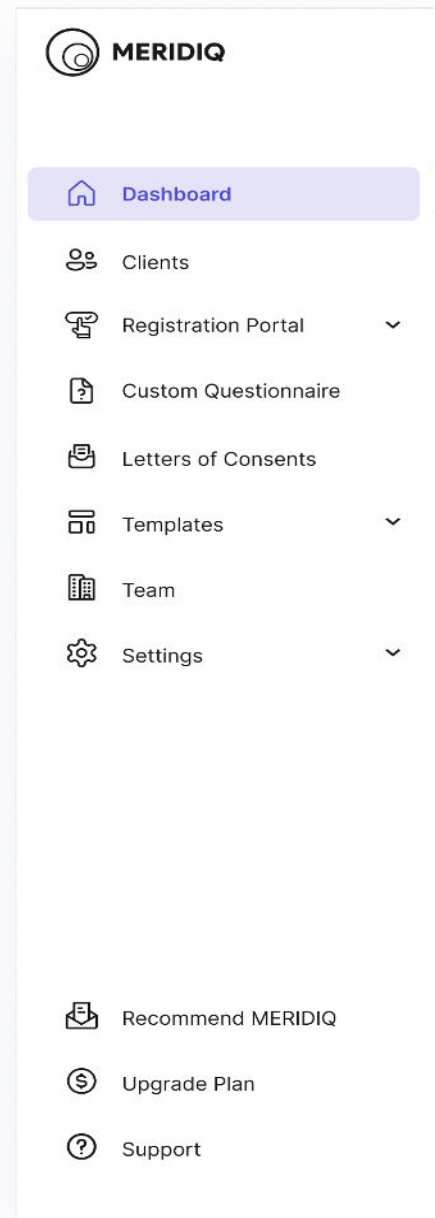 MERIDIQ
Dashboard
Clients
Registration Portal
Custom Questionnaire
Letters of Consents
Templates
Team
Settings
Recommend MERIDIQ
Upgrade Plan
Support